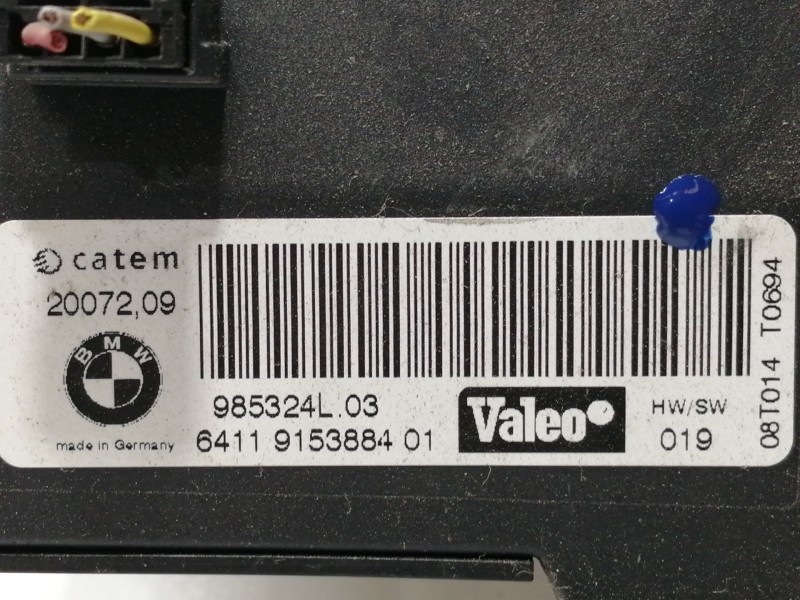 catem
20072,09
BMW
made in Germany
985324L.03
6411 9153884 01
Valeo
HW/SW
019
08T014 T0694